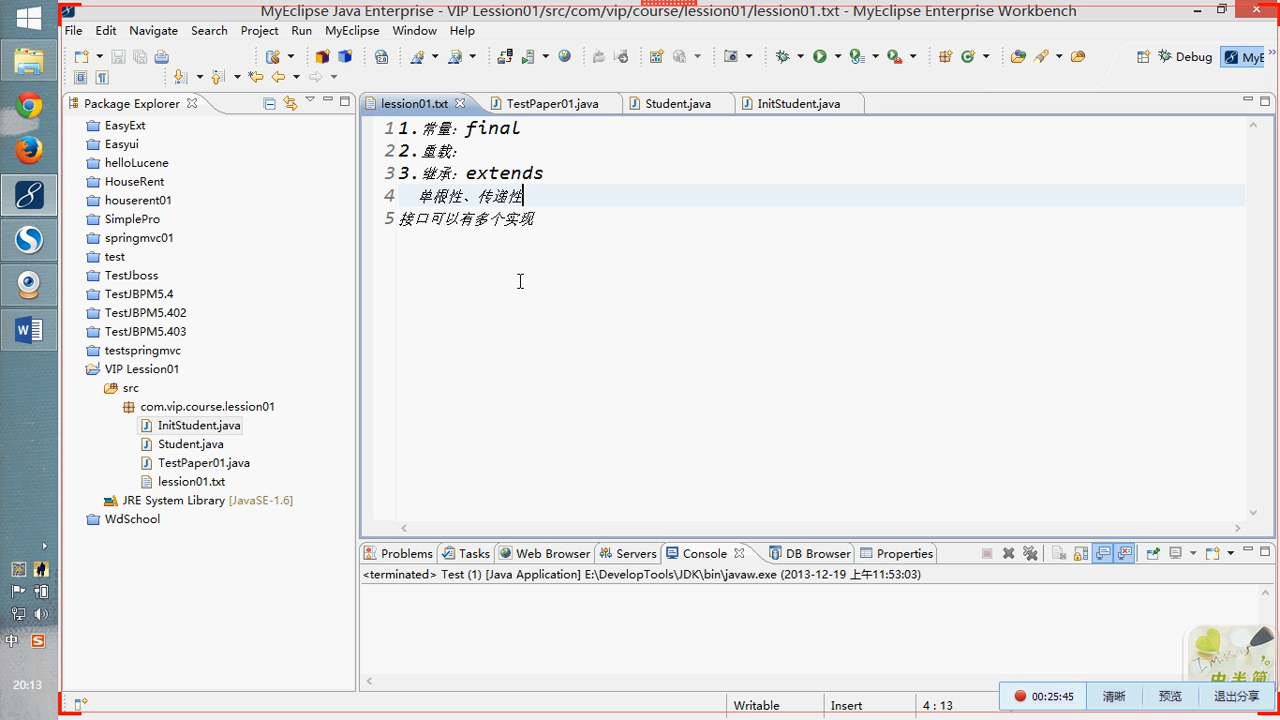 MyEclipse Java Enterprise - VIP Lession01/src/com/vip/course/lession01/lession01.txt - MyEclipse Enterprise Workbench
File Edit Navigate Search Project Run MyEclipse Window Help
Debug MyE
Package Explorer
lession01.txt TestPaper01.java Student.java InitStudent.java
EasyExt
Easyui
helloLucene
HouseRent
houserent01
SimplePro
springmvc01
test
TestJboss
TestJBPM5.4
TestJBPM5.402
TestJBPM5.403
testspringmvc
VIP Lession01
src
com.vip.course.lession01
InitStudent.java
Student.java
TestPaper01.java
lession01.txt
JRE System Library [JavaSE-1.6]
WdSchool
1 1.常量：final
2 2.重载：
3 3.继承：extends
4 单根性、传递性
5 接口可以有多个实现
Problems Tasks Web Browser Servers Console DB Browser Properties
<terminated> Test (1) [Java Application] E:\DevelopTools\JDK\bin\javaw.exe (2013-12-19 上午11:53:03)
中
20:13
Writable Insert 4 : 13
00:25:45 清晰 预览 退出分享